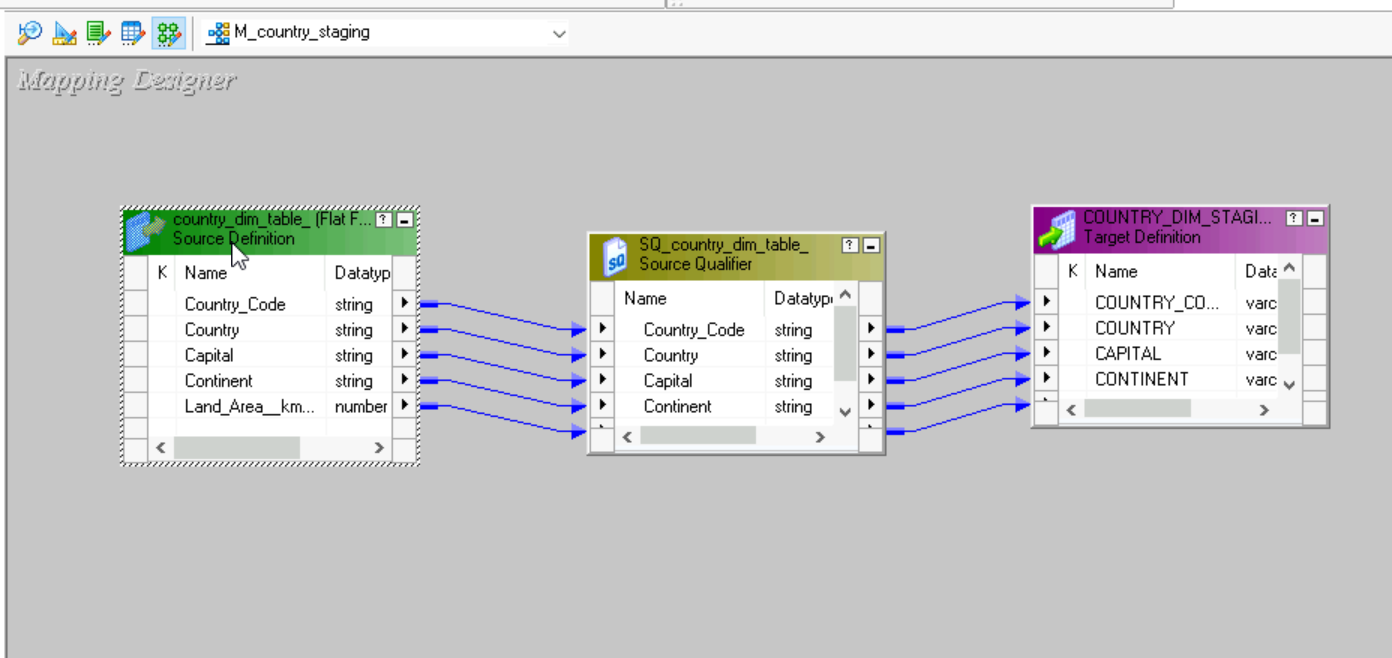 M_country_staging
Mapping Designer
country_dim_table_ (Flat F...
Source Definition
K Name Datatyp
Country_Code string
Country string
Capital string
Continent string
Land_Area__km... number
SQ_country_dim_table_
Source Qualifier
Name Datatyp
Country_Code string
Country string
Capital string
Continent string
COUNTRY_DIM_STAGI...
Target Definition
K Name Data
COUNTRY_CO... varc
COUNTRY varc
CAPITAL varc
CONTINENT varc